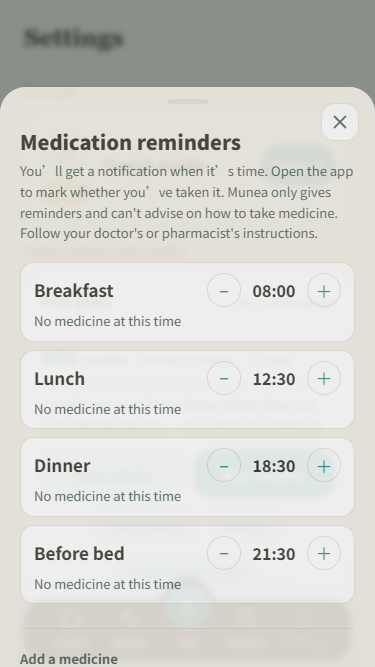 Settings
Medication reminders
You’ll get a notification when it’s time. Open the app
to mark whether you’ve taken it. Munea only gives
reminders and can't advise on how to take medicine.
Follow your doctor's or pharmacist's instructions.
Breakfast − 08:00 +
No medicine at this time
Lunch − 12:30 +
No medicine at this time
Dinner − 18:30 +
No medicine at this time
Before bed − 21:30 +
No medicine at this time
Add a medicine